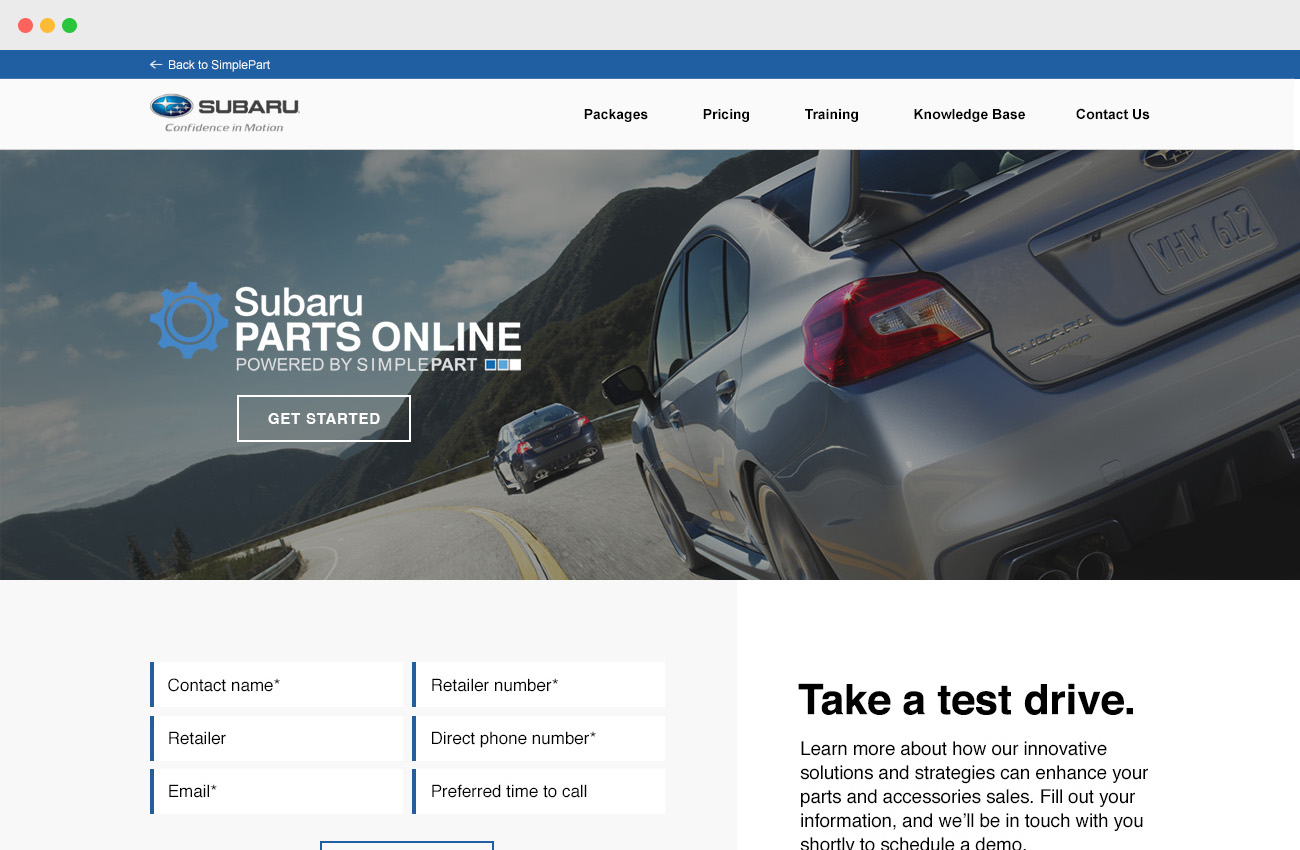 ← Back to SimplePart
SUBARU
Confidence in Motion
Packages
Pricing
Training
Knowledge Base
Contact Us
VHW 612
SUBARU
Subaru
PARTS ONLINE
POWERED BY SIMPLEPART
GET STARTED
Contact name*
Retailer number*
Retailer
Direct phone number*
Email*
Preferred time to call
Take a test drive.
Learn more about how our innovative
solutions and strategies can enhance your
parts and accessories sales. Fill out your
information, and we’ll be in touch with you
shortly to schedule a demo.